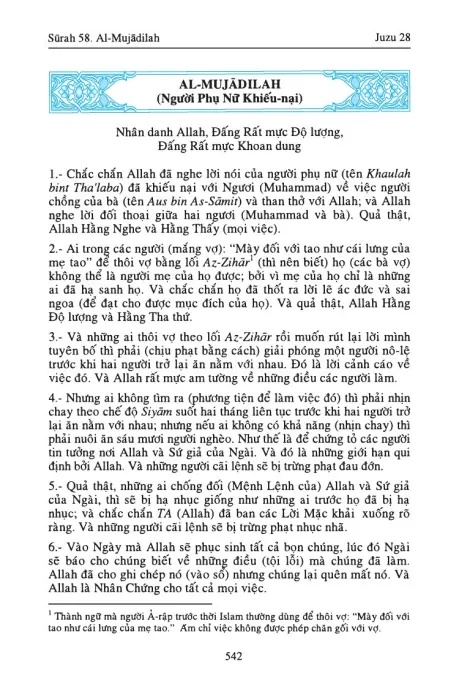 Sūrah 58. Al-Mujādilah
Juzu 28
AL-MUJĀDILAH
(Người Phụ Nữ Khiếu-nại)
Nhân danh Allah, Đấng Rất mực Độ lượng,
Đấng Rất mực Khoan dung
1.- Chắc chắn Allah đã nghe lời nói của người phụ nữ (tên Khaulah
bint Tha'laba) đã khiếu nại với Ngươi (Muhammad) về việc người
chồng của bà (tên Aus bin As-Sāmit) và than thở với Allah; và Allah
nghe lời đối thoại giữa hai ngươi (Muhammad và bà). Quả thật,
Allah Hằng Nghe và Hằng Thấy (mọi việc).
2.- Ai trong các người (mắng vợ): “Mày đối với tao như cái lưng của
mẹ tao” để thôi vợ bằng lối Az-Zihār¹ (thì nên biết) họ (các bà vợ)
không thể là người mẹ của họ được; bởi vì mẹ của họ chỉ là những
ai đã hạ sanh họ. Và chắc chắn họ đã thốt ra lời lẽ ác đức và sai
ngoa (để đạt cho được mục đích của họ). Và quả thật, Allah Hằng
Độ lượng và Hằng Tha thứ.
3.- Và những ai thôi vợ theo lối Az-Zihār rồi muốn rút lại lời mình
tuyên bố thì phải (chịu phạt bằng cách) giải phóng một người nô-lệ
trước khi hai người trở lại ăn nằm với nhau. Đó là lời cảnh cáo về
việc đó. Và Allah rất mực am tường về những điều các người làm.
4.- Nhưng ai không tìm ra (phương tiện để làm việc đó) thì phải nhịn
chay theo chế độ Siyām suốt hai tháng liên tục trước khi hai người trở
lại ăn nằm với nhau; nhưng nếu ai không có khả năng (nhịn chay) thì
phải nuôi ăn sáu mươi người nghèo. Như thế là để chứng tỏ các người
tin tưởng nơi Allah và Sứ giả của Ngài. Và đó là những giới hạn qui
định bởi Allah. Và những người cãi lệnh sẽ bị trừng phạt đau đớn.
5.- Quả thật, những ai chống đối (Mệnh Lệnh của) Allah và Sứ giả
của Ngài, thì sẽ bị hạ nhục giống như những ai trước họ đã bị hạ
nhục; và chắc chắn TA (Allah) đã ban các Lời Mặc khải xuống rõ
ràng. Và những người cãi lệnh sẽ bị trừng phạt nhục nhã.
6.- Vào Ngày mà Allah sẽ phục sinh tất cả bọn chúng, lúc đó Ngài
sẽ báo cho chúng biết về những điều (tội lỗi) mà chúng đã làm.
Allah đã cho ghi chép nó (vào sổ) nhưng chúng lại quên mất nó. Và
Allah là Nhân Chứng cho tất cả mọi việc.
¹ Thành ngữ mà người Ả-rập trước thời Islam thường dùng để thôi vợ: “Mày đối với
tao như cái lưng của mẹ tao.” Ám chỉ việc không được phép chăn gối với vợ.
542